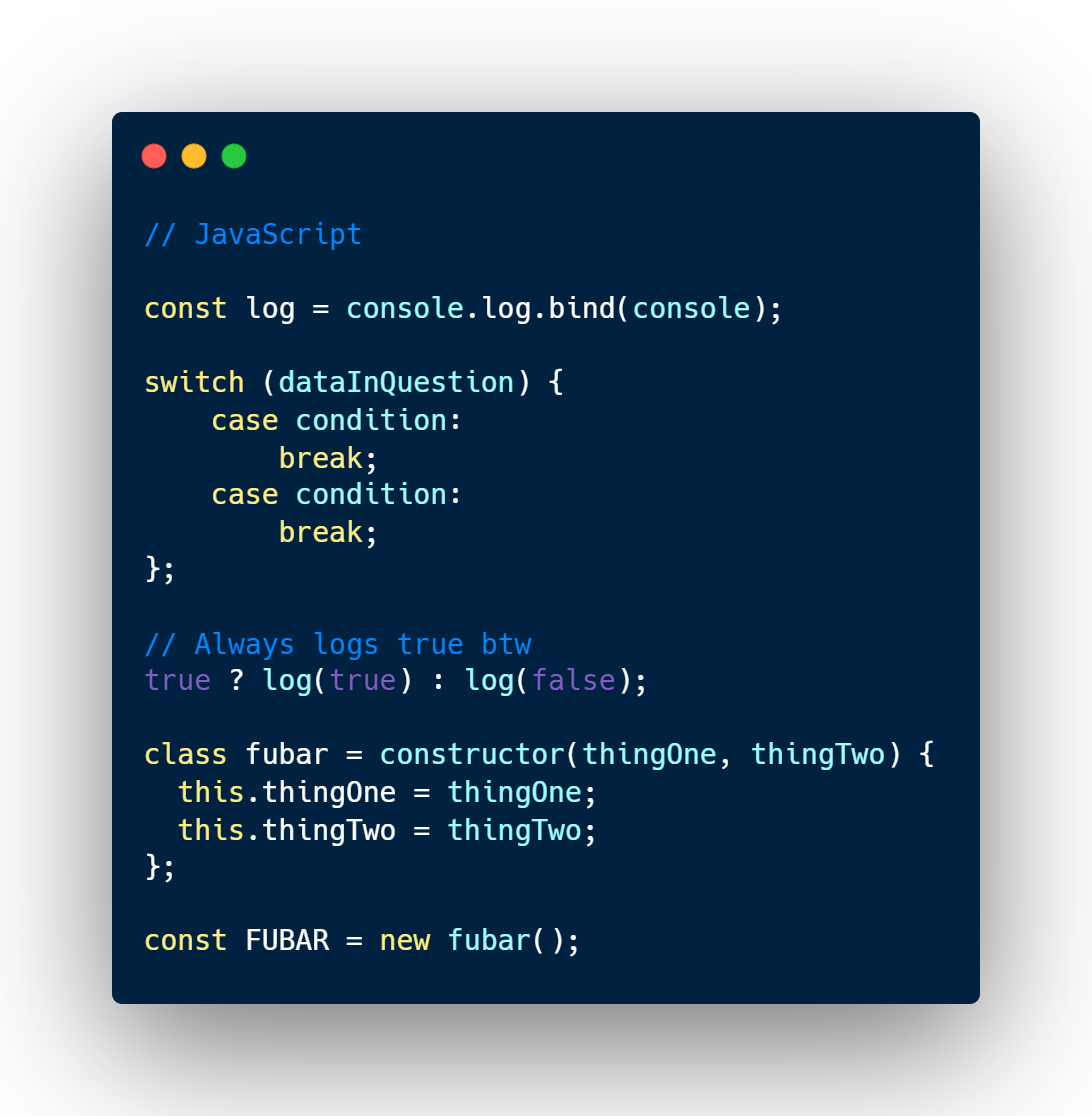 // JavaScript
const log = console.log.bind(console);
switch (dataInQuestion) {
    case condition:
        break;
    case condition:
        break;
};
// Always logs true btw
true ? log(true) : log(false);
class fubar = constructor(thingOne, thingTwo) {
  this.thingOne = thingOne;
  this.thingTwo = thingTwo;
};
const FUBAR = new fubar();